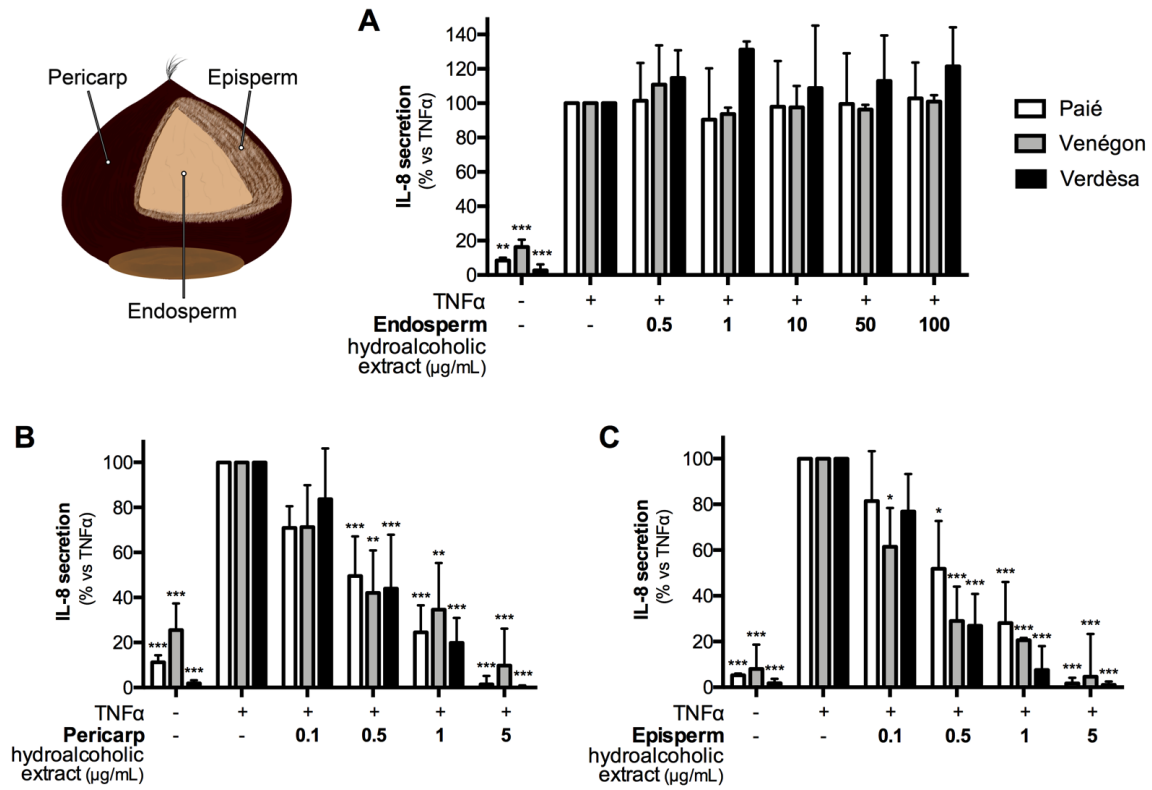 A
Pericarp
Episperm
Endosperm
IL-8 secretion
(% vs TNFα)
140
120
100
80
60
40
20
0
** *** ***
Paié
Venégon
Verdèsa
TNFα - + + + + + +
Endosperm - - 0.5 1 10 50 100
hydroalcoholic
extract (µg/mL)
B
IL-8 secretion
(% vs TNFα)
100
80
60
40
20
0
*** *** *** *** ** *** *** ** *** *** *** ***
TNFα - + + + + +
Pericarp - - 0.1 0.5 1 5
hydroalcoholic
extract (µg/mL)
C
IL-8 secretion
(% vs TNFα)
100
80
60
40
20
0
*** *** *** * * *** *** *** *** *** *** *** ***
TNFα - + + + + +
Episperm - - 0.1 0.5 1 5
hydroalcoholic
extract (µg/mL)